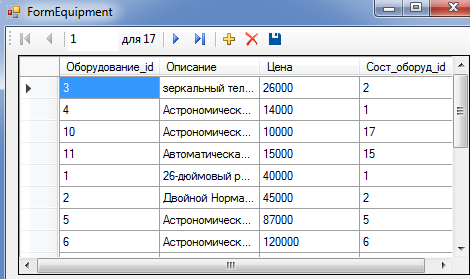 FormEquipment
1 для 17
Оборудование_id Описание Цена Сост_оборуд_id
3 зеркальный тел... 26000 2
4 Астрономическ... 14000 1
10 Астрономическ... 10000 17
11 Автоматическа... 15000 15
1 26-дюймовый р... 40000 1
2 Двойной Норма... 45000 2
5 Астрономическ... 87000 5
6 Астрономическ... 120000 6